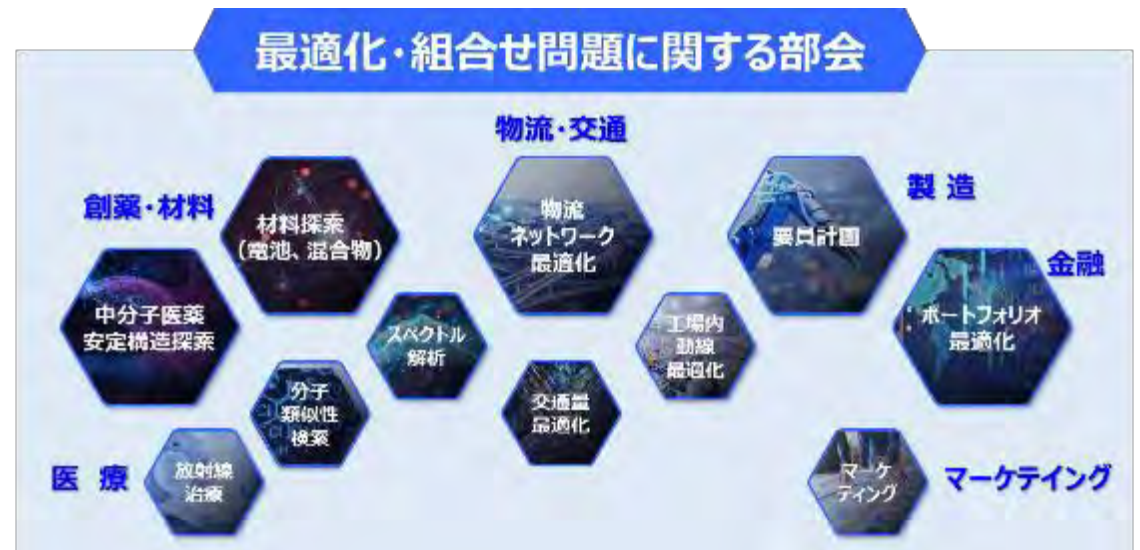 最適化・組合せ問題に関する部会
物流・交通
創薬・材料
材料探索
(電池、混合物)
物流
ネットワーク
最適化
要員計画
製 造
金融
中分子医薬
安定構造探索
スペクトル
解析
工場内
動線
最適化
ポートフォリオ
最適化
分子
類似性
検索
交通量
最適化
医 療
放射線
治療
マーケ
ティング
マーケテイング